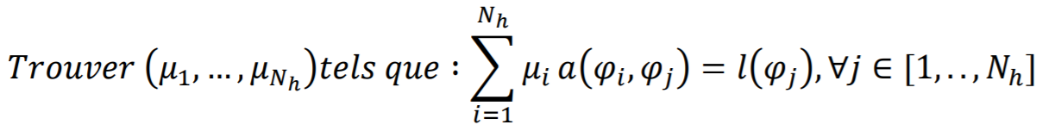 Trouver (μ₁, …, μ_{N_h})tels que : ∑_{i=1}^{N_h} μ_i a(φ_i, φ_j) = l(φ_j), ∀j ∈ [1, . . , N_h]